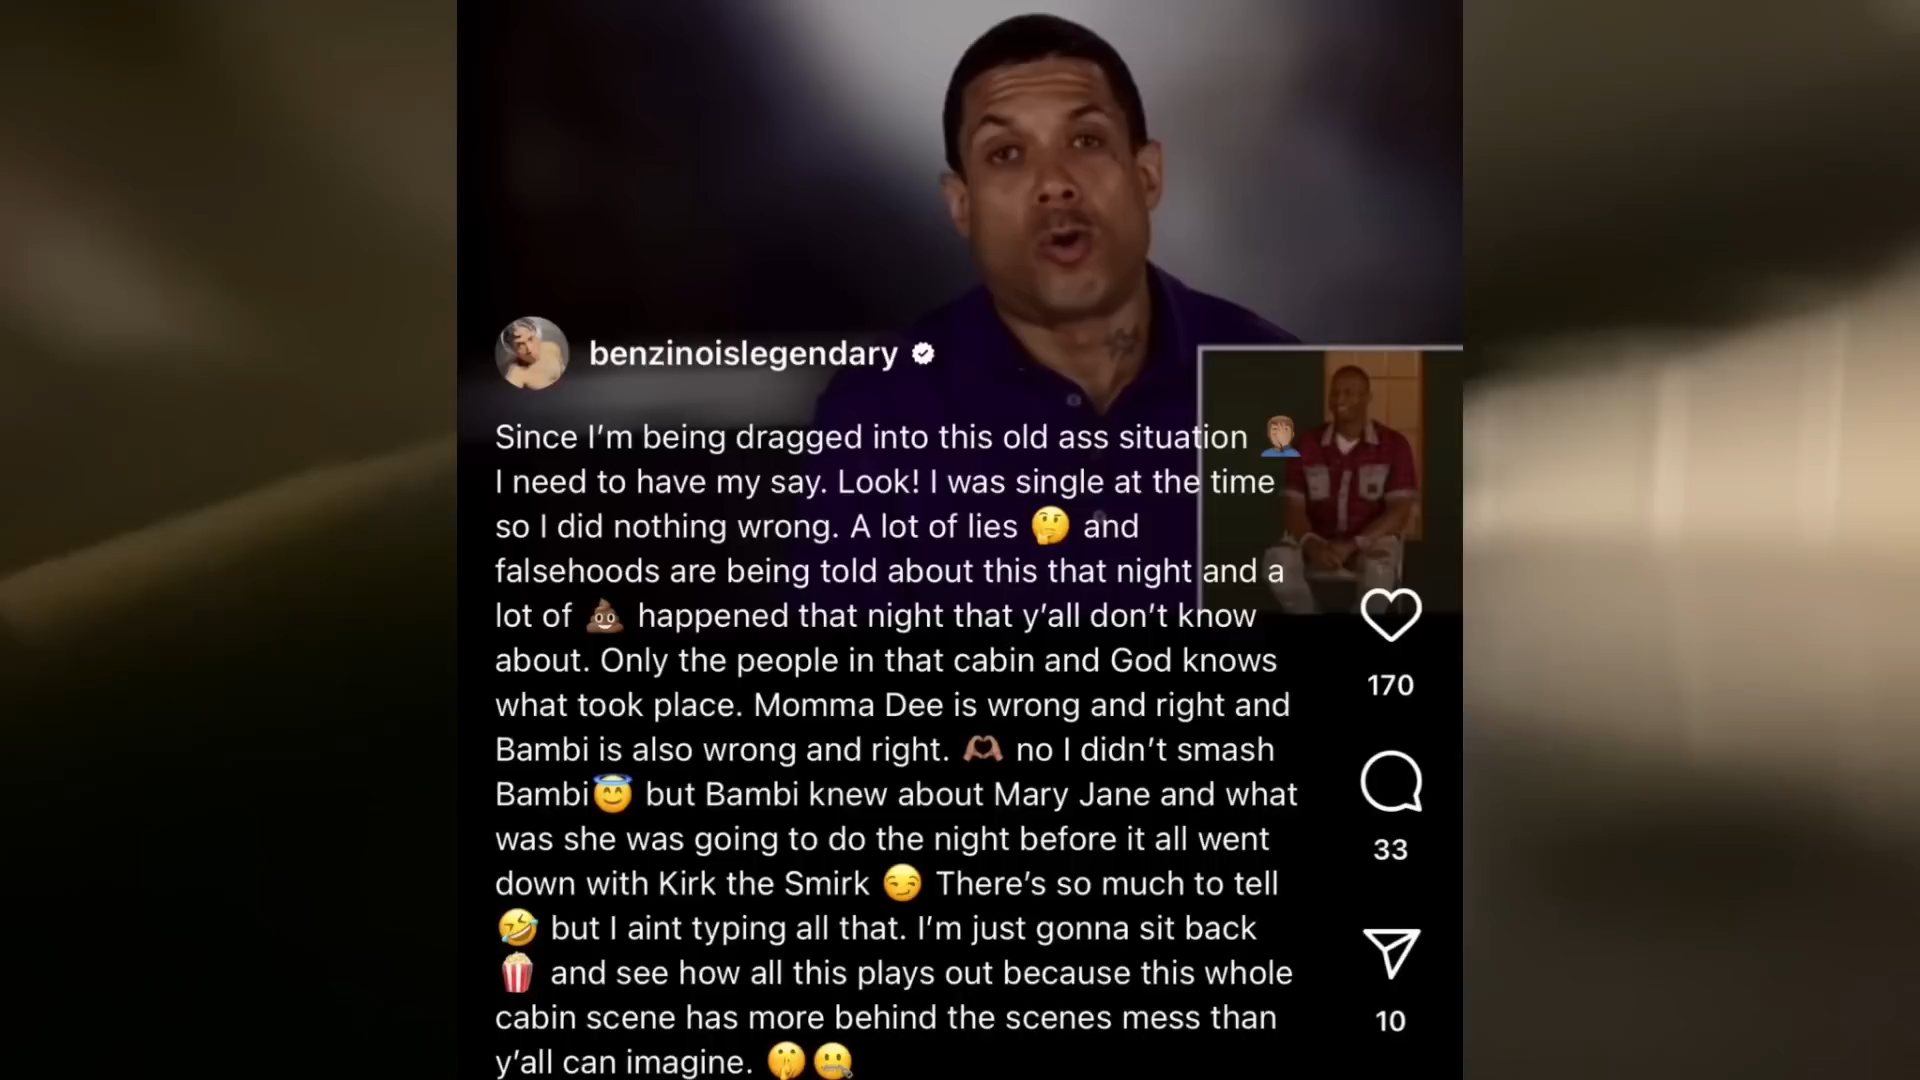 benzinoislegendary
Since I’m being dragged into this old ass situation 🤦🏼‍♂️
I need to have my say. Look! I was single at the time
so I did nothing wrong. A lot of lies 🤔 and
falsehoods are being told about this that night and a
lot of 💩 happened that night that y’all don’t know
about. Only the people in that cabin and God knows
what took place. Momma Dee is wrong and right and
Bambi is also wrong and right. 🫶🏽 no I didn’t smash
Bambi😇 but Bambi knew about Mary Jane and what
was she was going to do the night before it all went
down with Kirk the Smirk 😏 There’s so much to tell
🤣 but I aint typing all that. I’m just gonna sit back
🍿 and see how all this plays out because this whole
cabin scene has more behind the scenes mess than
y’all can imagine. 🤫🤐
170
33
10